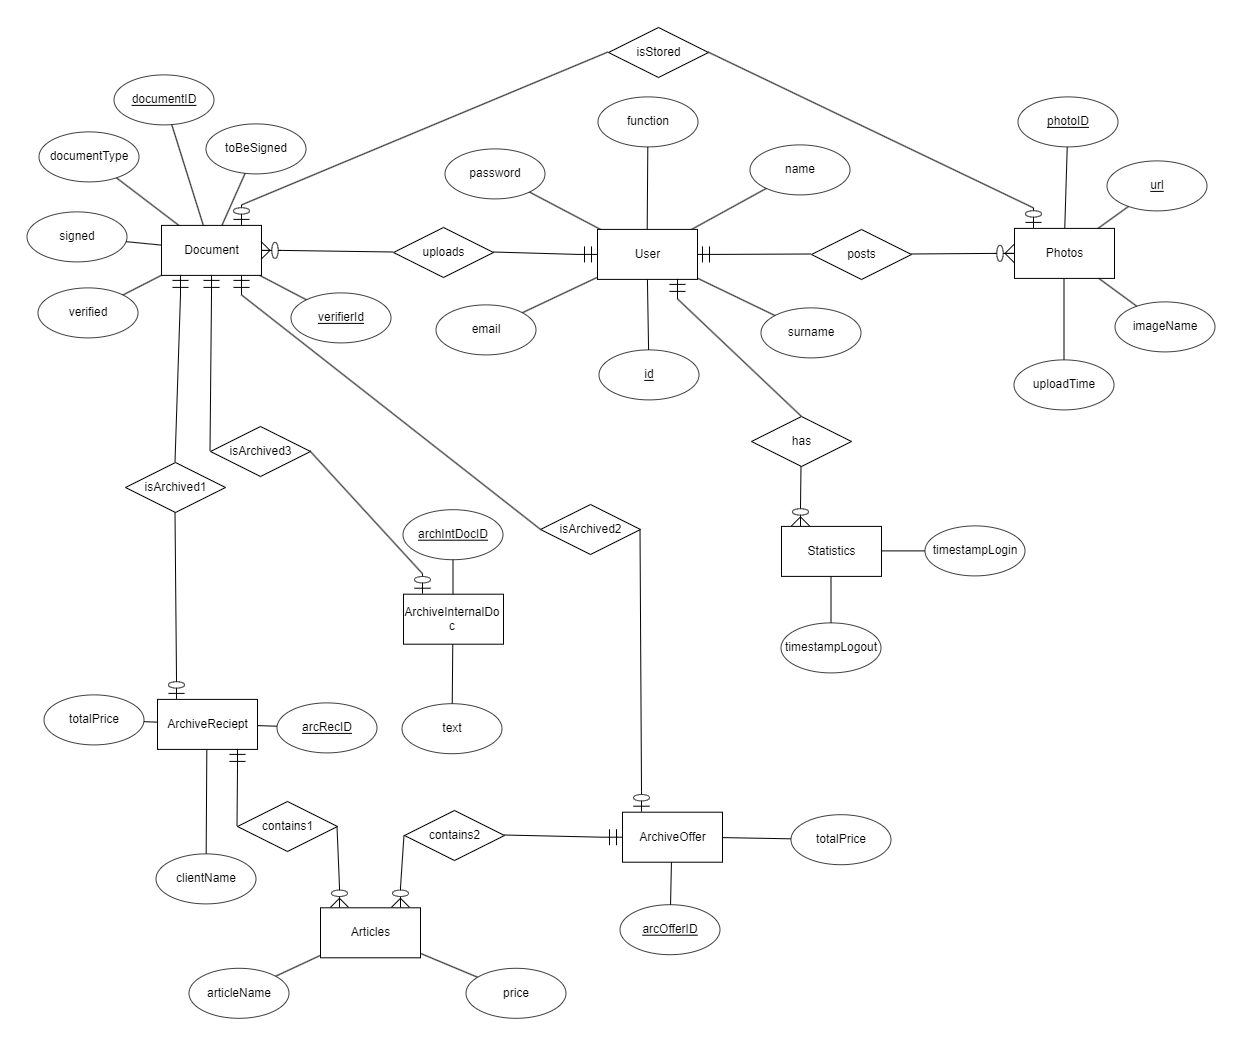 isStored
documentID
function
photoID
toBeSigned
documentType
password
name
url
signed
Document
uploads
User
posts
Photos
verified
verifierId
email
surname
imageName
id
uploadTime
has
isArchived3
isArchived1
isArchived2
archIntDocID
Statistics
timestampLogin
ArchiveInternalDo
c
timestampLogout
totalPrice
ArchiveReciept
arcRecID
text
contains1
contains2
ArchiveOffer
totalPrice
clientName
Articles
arcOfferID
articleName
price